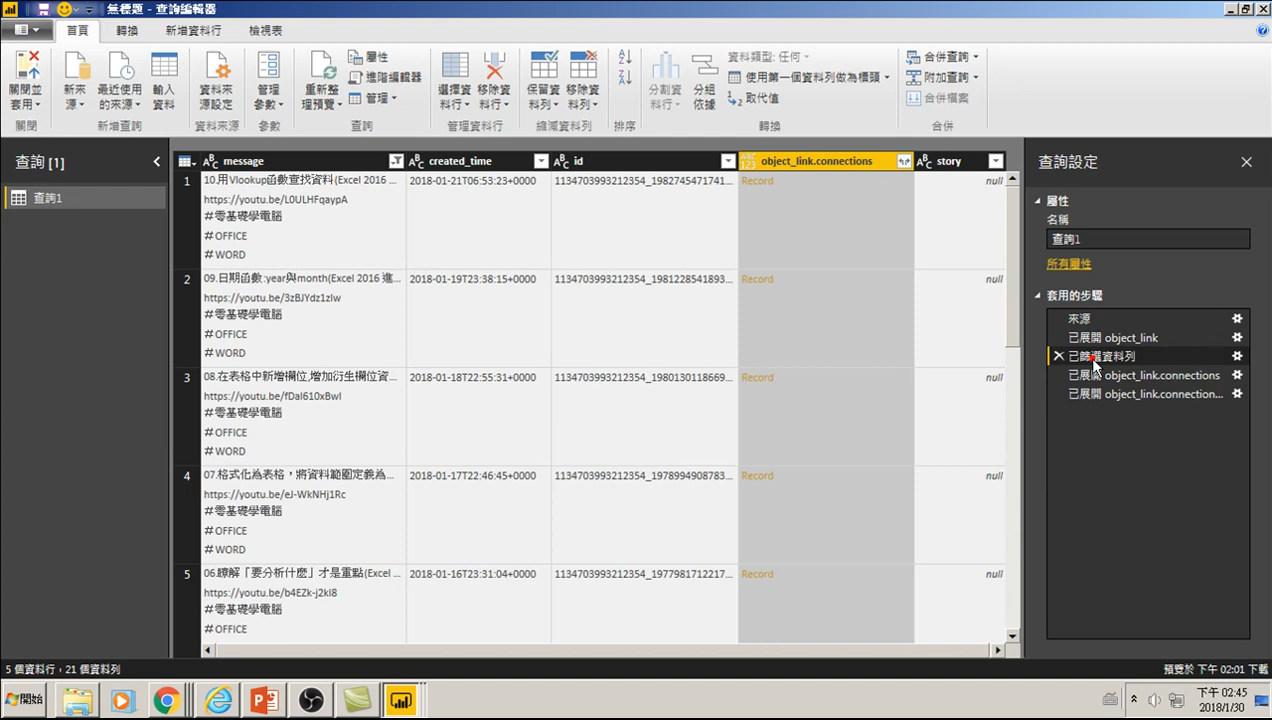 無標題 - 查詢編輯器
首頁 轉換 新增資料行 檢視表
關閉並套用
新來源
最近使用的來源
輸入資料
資料來源設定
管理參數
重新整理預覽
屬性
進階編輯器
管理
選擇資料行
移除資料行
保留資料列
移除資料列
分割資料行
分組依據
資料類型: 任何
使用第一個資料列做為標頭
取代值
合併查詢
附加查詢
合併檔案
關閉 新增查詢 資料來源 參數 查詢 管理資料行 縮減資料列 排序 轉換 合併
查詢 [1]
查詢1
message created_time id object_link.connections story
1 10.用Vlookup函數查找資料(Excel 2016 ... 2018-01-21T06:53:23+0000 1134703993212354_1982745471741... Record null
https://youtu.be/L0ULHFqaypA
#零基礎學電腦
#OFFICE
#WORD
2 09.日期函數:year與month(Excel 2016 進... 2018-01-19T23:38:15+0000 1134703993212354_1981228541893... Record null
https://youtu.be/3zBJYdz1zIw
#零基礎學電腦
#OFFICE
#WORD
3 08.在表格中新增欄位,增加衍生欄位資... 2018-01-18T22:55:31+0000 1134703993212354_1980130118669... Record null
https://youtu.be/fDal610xBwI
#零基礎學電腦
#OFFICE
#WORD
4 07.格式化為表格，將資料範圍定義為... 2018-01-17T22:46:45+0000 1134703993212354_1978994908783... Record null
https://youtu.be/eJ-WkNHj1Rc
#零基礎學電腦
#OFFICE
#WORD
5 06.瞭解「要分析什麼」才是重點(Excel ... 2018-01-16T23:31:04+0000 1134703993212354_1977981712217... Record null
https://youtu.be/b4EZk-j2kI8
#零基礎學電腦
#OFFICE
查詢設定
屬性
名稱
查詢1
所有屬性
套用的步驟
來源
已展開 object_link
已篩選資料列
已展開 object_link.connections
已展開 object_link.connection...
5 個資料行，21 個資料列
預覽於 下午 02:01 下載
開始
下午 02:45
2018/1/30